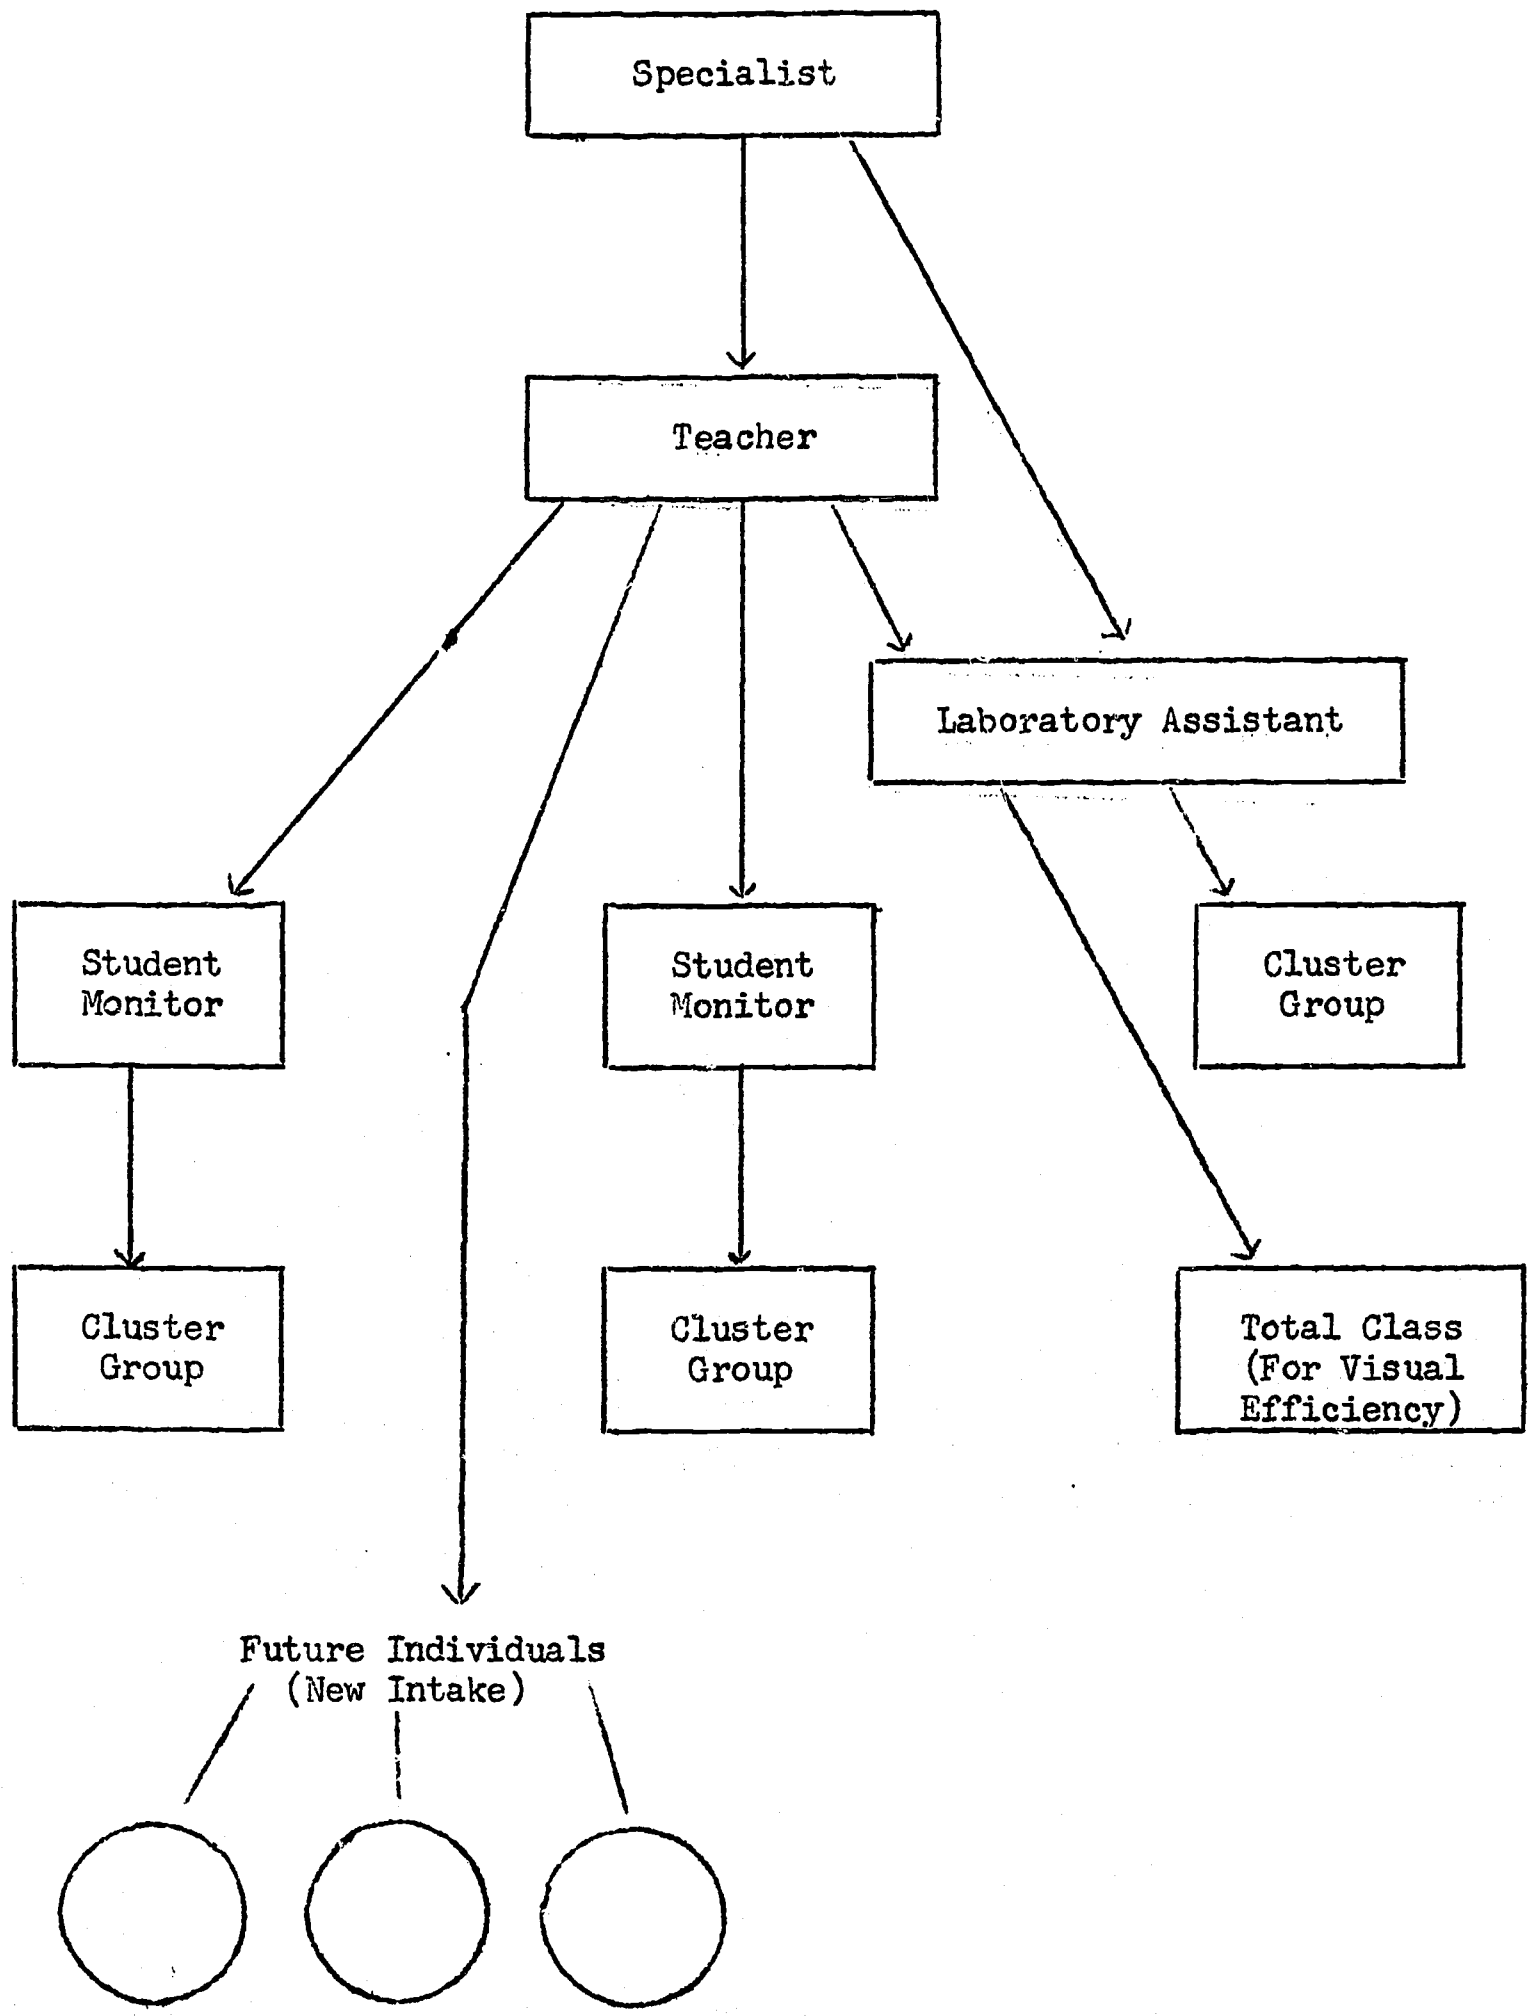 Specialist
Teacher
Laboratory Assistant
Student
Monitor
Student
Monitor
Cluster
Group
Cluster
Group
Cluster
Group
Total Class
(For Visual
Efficiency)
Future Individuals
(New Intake)